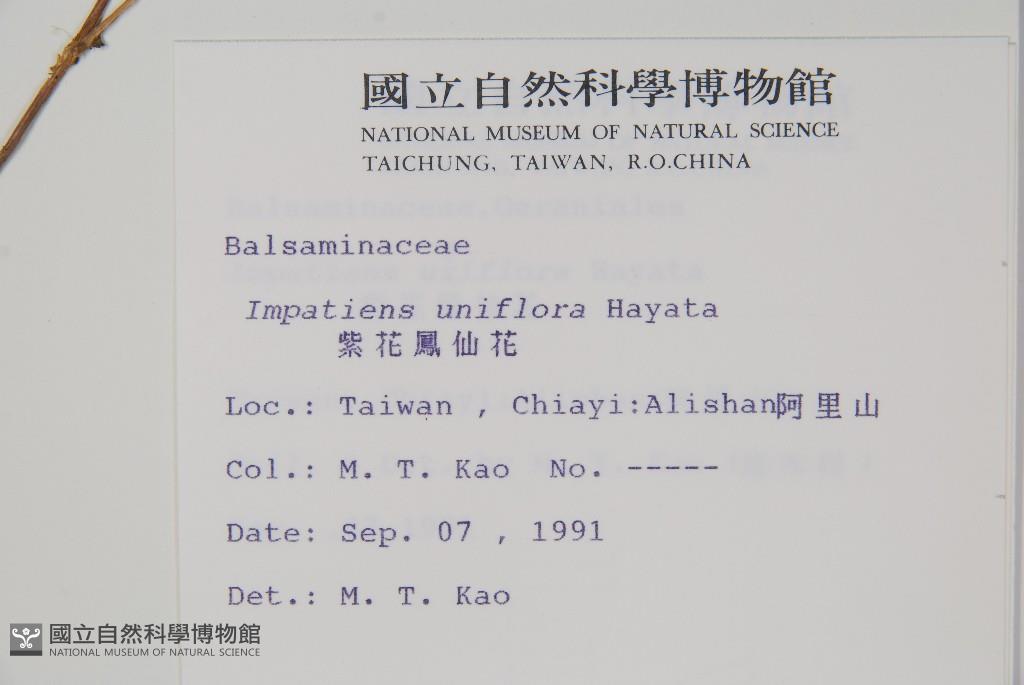 國立自然科學博物館
NATIONAL MUSEUM OF NATURAL SCIENCE
TAICHUNG, TAIWAN, R.O.CHINA
Balsaminaceae
Impatiens uniflora Hayata
紫花鳳仙花
Loc.: Taiwan , Chiayi:Alishan阿里山
Col.: M. T. Kao No. -----
Date: Sep. 07 , 1991
Det.: M. T. Kao
國立自然科學博物館
NATIONAL MUSEUM OF NATURAL SCIENCE